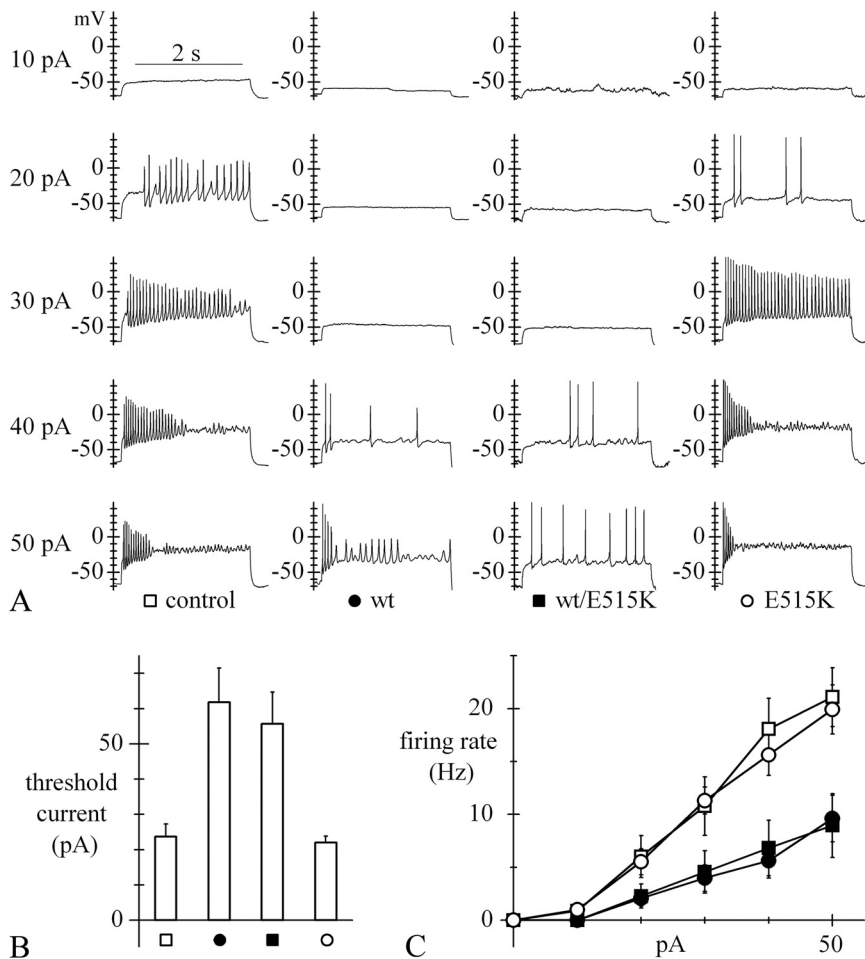 A
mV
10 pA 0 0 0 0
2 s
-50 -50 -50 -50
20 pA 0 0 0 0
-50 -50 -50 -50
30 pA 0 0 0 0
-50 -50 -50 -50
40 pA 0 0 0 0
-50 -50 -50 -50
50 pA 0 0 0 0
-50 -50 -50 -50
control wt wt/E515K E515K
B
50
threshold
current
(pA)
0
C
20
firing rate
(Hz)
10
0
pA 50